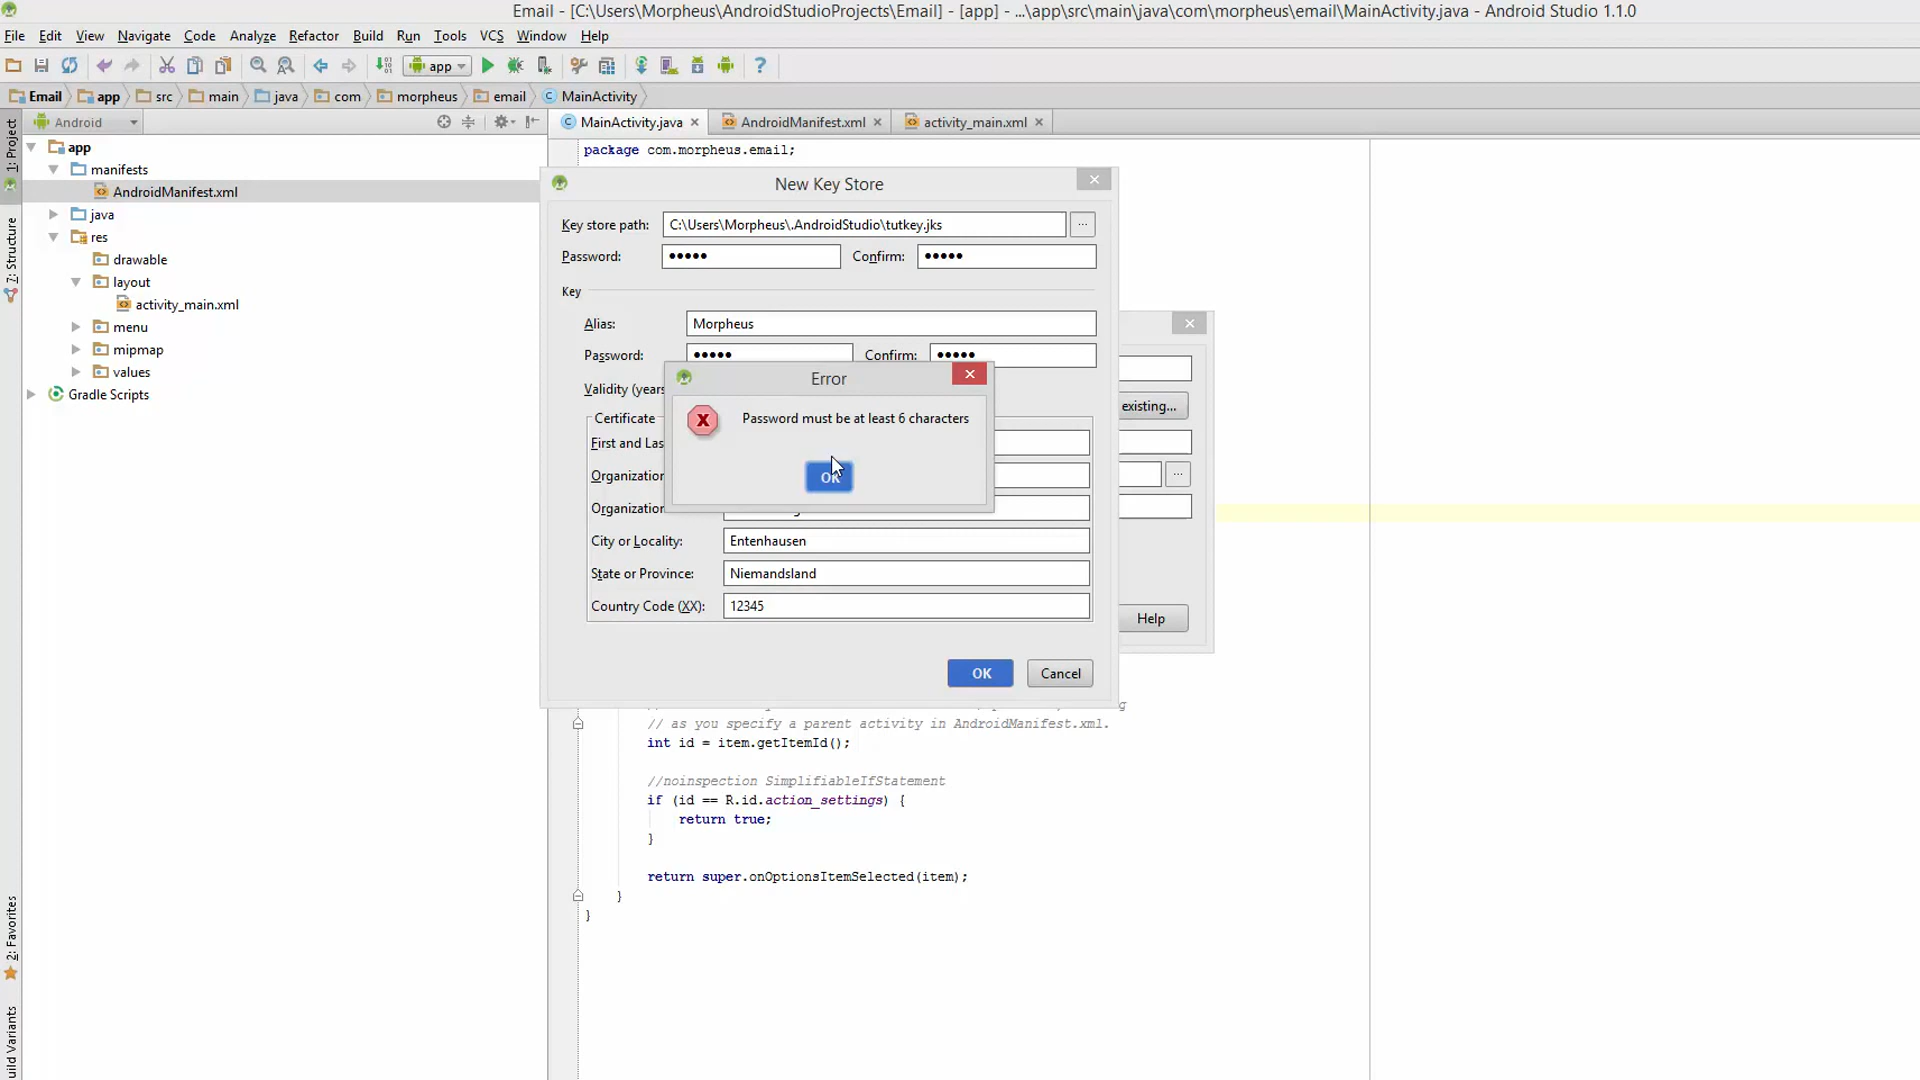 Email - [C:\Users\Morpheus\AndroidStudioProjects\Email] - [app] - ...\app\src\main\java\com\morpheus\email\MainActivity.java - Android Studio 1.1.0
File Edit View Navigate Code Analyze Refactor Build Run Tools VCS Window Help
app
Email app src main java com morpheus email MainActivity
Android
MainActivity.java AndroidManifest.xml activity_main.xml
1: Project
7: Structure
2: Favorites
uild Variants
app
manifests
AndroidManifest.xml
java
res
drawable
layout
activity_main.xml
menu
mipmap
values
Gradle Scripts
package com.morpheus.email;
New Key Store
Key store path: C:\Users\Morpheus\.AndroidStudio\tutkey.jks
Password: ••••• Confirm: •••••
Key
Alias: Morpheus
Password: ••••• Confirm: •••••
Validity (years
Error
Password must be at least 6 characters
OK
Certificate
First and Las
Organization
Organization
City or Locality: Entenhausen
State or Province: Niemandsland
Country Code (XX): 12345
OK Cancel
existing...
Help
// as you specify a parent activity in AndroidManifest.xml.
int id = item.getItemId();
//noinspection SimplifiableIfStatement
if (id == R.id.action_settings) {
return true;
}
return super.onOptionsItemSelected(item);
}
}